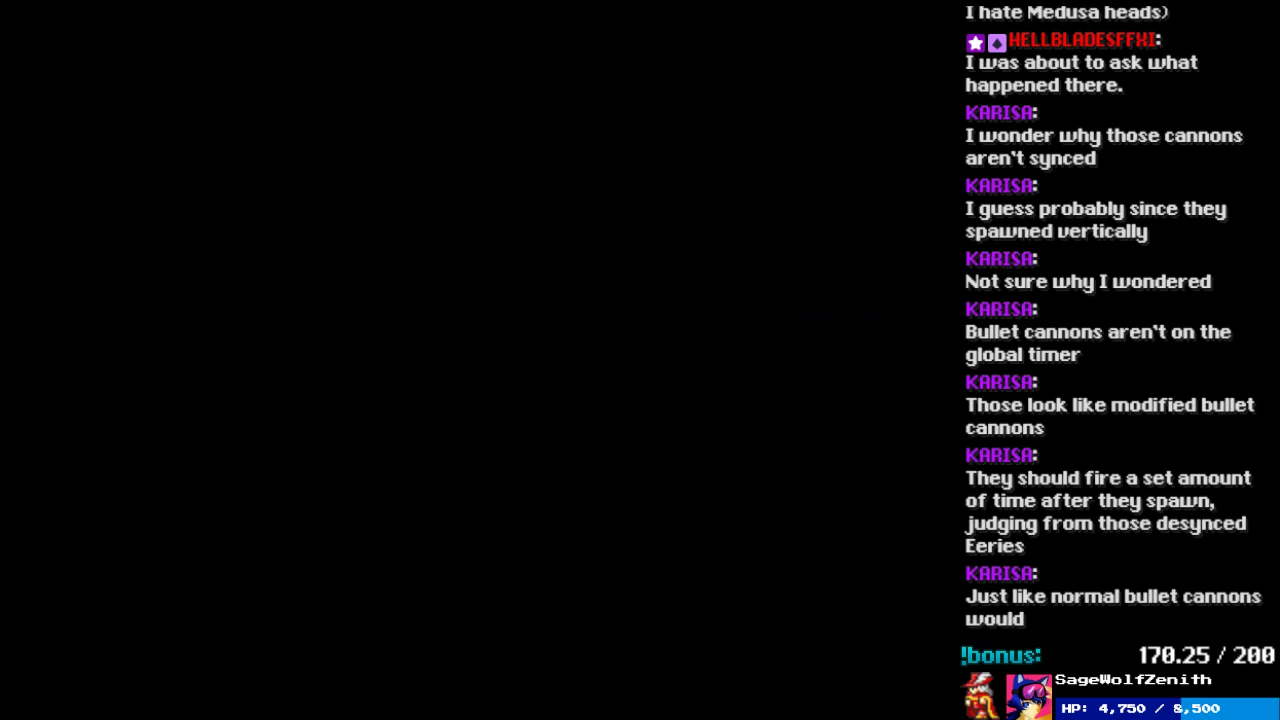 I hate Medusa heads)
HELLBLADESFFXI:
I was about to ask what
happened there.
KARISA:
I wonder why those cannons
aren't synced
KARISA:
I guess probably since they
spawned vertically
KARISA:
Not sure why I wondered
KARISA:
Bullet cannons aren't on the
global timer
KARISA:
Those look like modified bullet
cannons
KARISA:
They should fire a set amount
of time after they spawn,
judging from those desynced
Eeries
KARISA:
Just like normal bullet cannons
would
!bonus: 170.25 / 200
SageWolfZenith
HP: 4,750 / 8,500